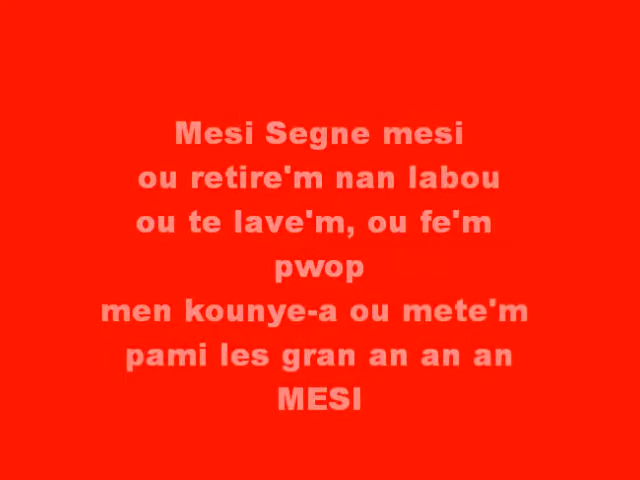 Mesi Segne mesi
ou retire'm nan labou
ou te lave'm, ou fe'm
pwop
men kounye-a ou mete'm
pami les gran an an an
MESI